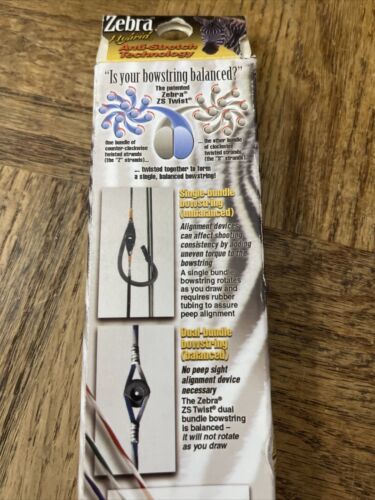 Zebra
Hybrid
Anti-Stretch
Technology
"Is your bowstring balanced?"
The patented
Zebra®
ZS Twist®
One bundle of
counter-clockwise
twisted strands
(the "Z" strands)...
... the other bundle
of clockwise
twisted strands
(the "S" strands)
... twisted together to form
a single, balanced bowstring!
Single-bundle
bowstring
(unbalanced)
Alignment devices
can affect shooting
consistency by adding
uneven torque to the
bowstring
A single bundle
bowstring rotates
as you draw and
requires rubber
tubing to assure
peep alignment
Dual-bundle
bowstring
(balanced)
No peep sight
alignment device
necessary
The Zebra®
ZS Twist® dual
bundle bowstring
is balanced –
it will not rotate
as you draw